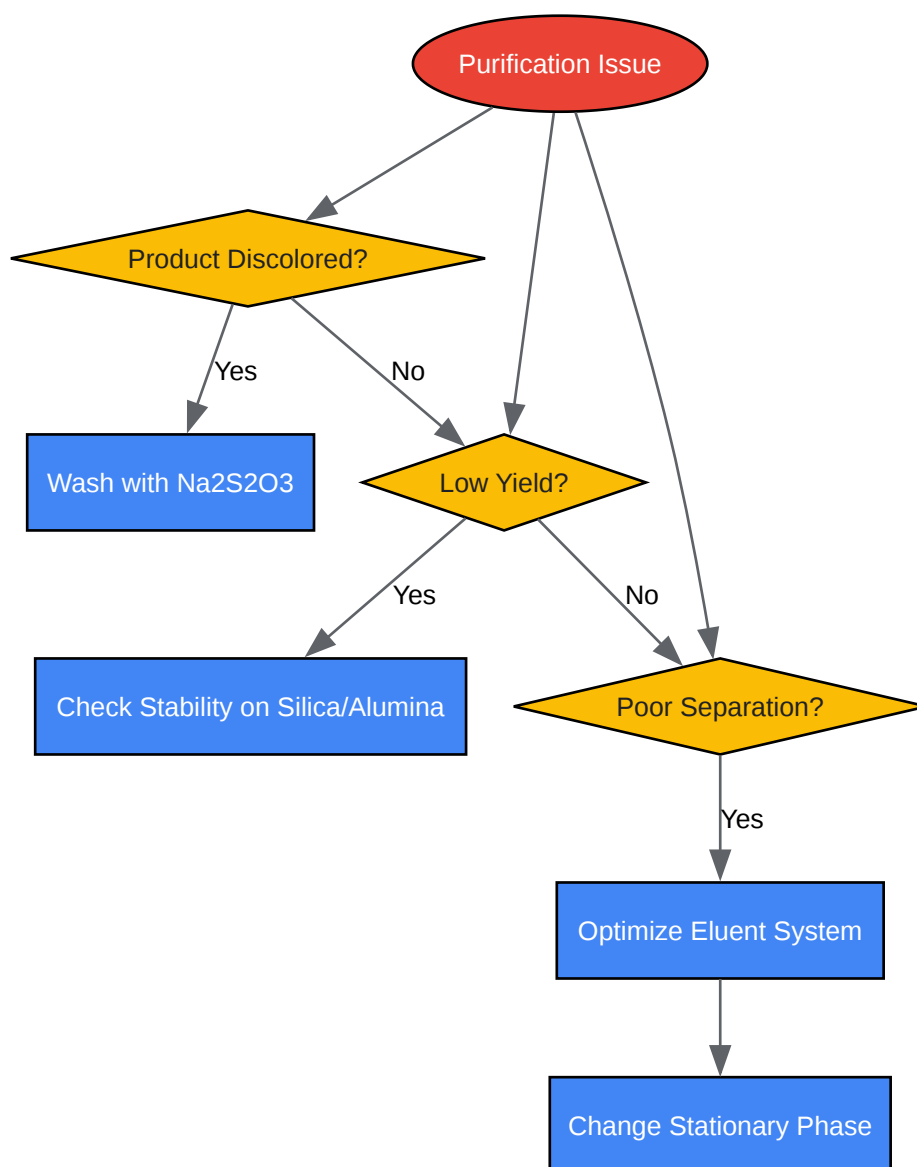 Purification Issue
Product Discolored?
Yes
No
Wash with Na2S2O3
Low Yield?
Yes
No
Check Stability on Silica/Alumina
Poor Separation?
Yes
Optimize Eluent System
Change Stationary Phase